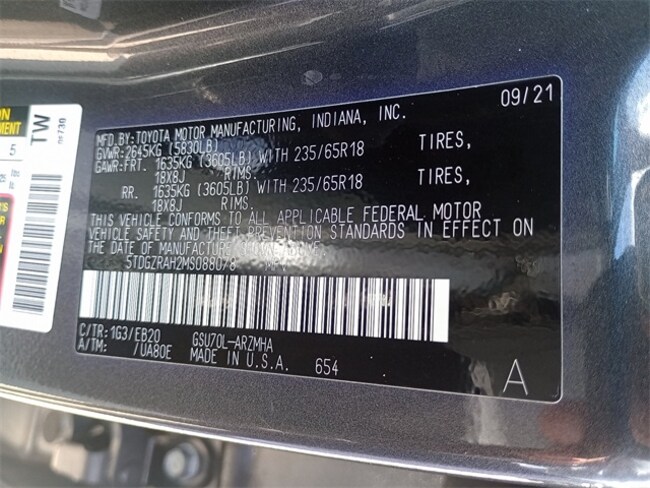 09/21
MFD.BY:TOYOTA MOTOR MANUFACTURING, INDIANA, INC.
GVWR:2645KG (5830LB)
GAWR:FRT. 1635KG (3605LB) WITH 235/65R18 TIRES,
18X8J RIMS.
RR. 1635KG (3605LB) WITH 235/65R18 TIRES,
18X8J RIMS.
THIS VEHICLE CONFORMS TO ALL APPLICABLE FEDERAL MOTOR
VEHICLE SAFETY AND THEFT PREVENTION STANDARDS IN EFFECT ON
THE DATE OF MANUFACTURE
5TDGZRAH2MS088078
C/TR: 1G3/EB20 GSU70L-ARZMHA
A/TM: /UA80E MADE IN U.S.A. 654
A
TW